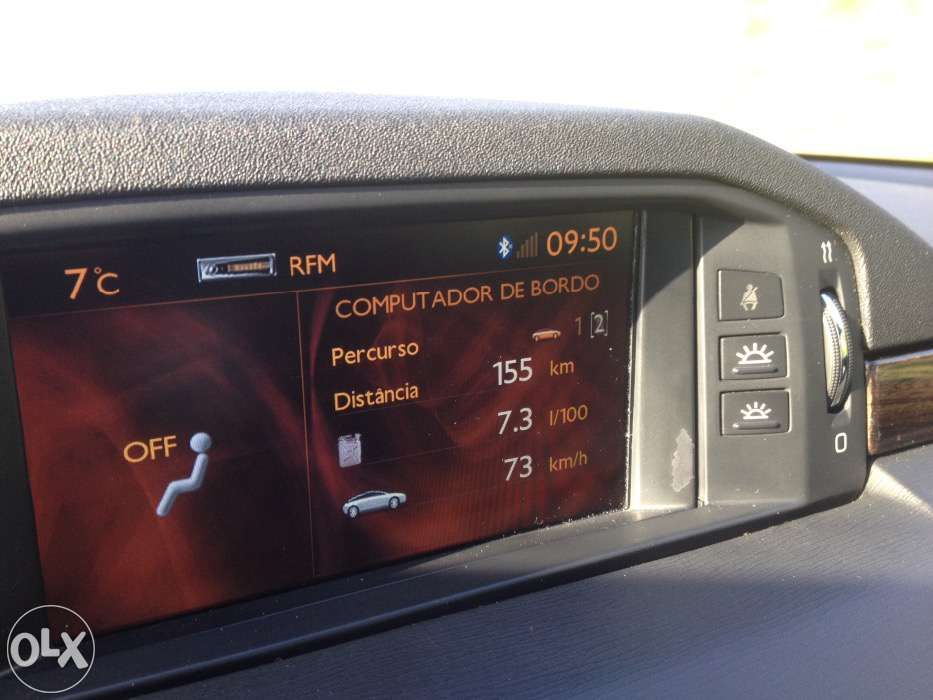 7°C
RFM
09:50
COMPUTADOR DE BORDO
1 [2]
Percurso
Distância 155 km
7.3 l/100
73 km/h
OFF
0
OLX